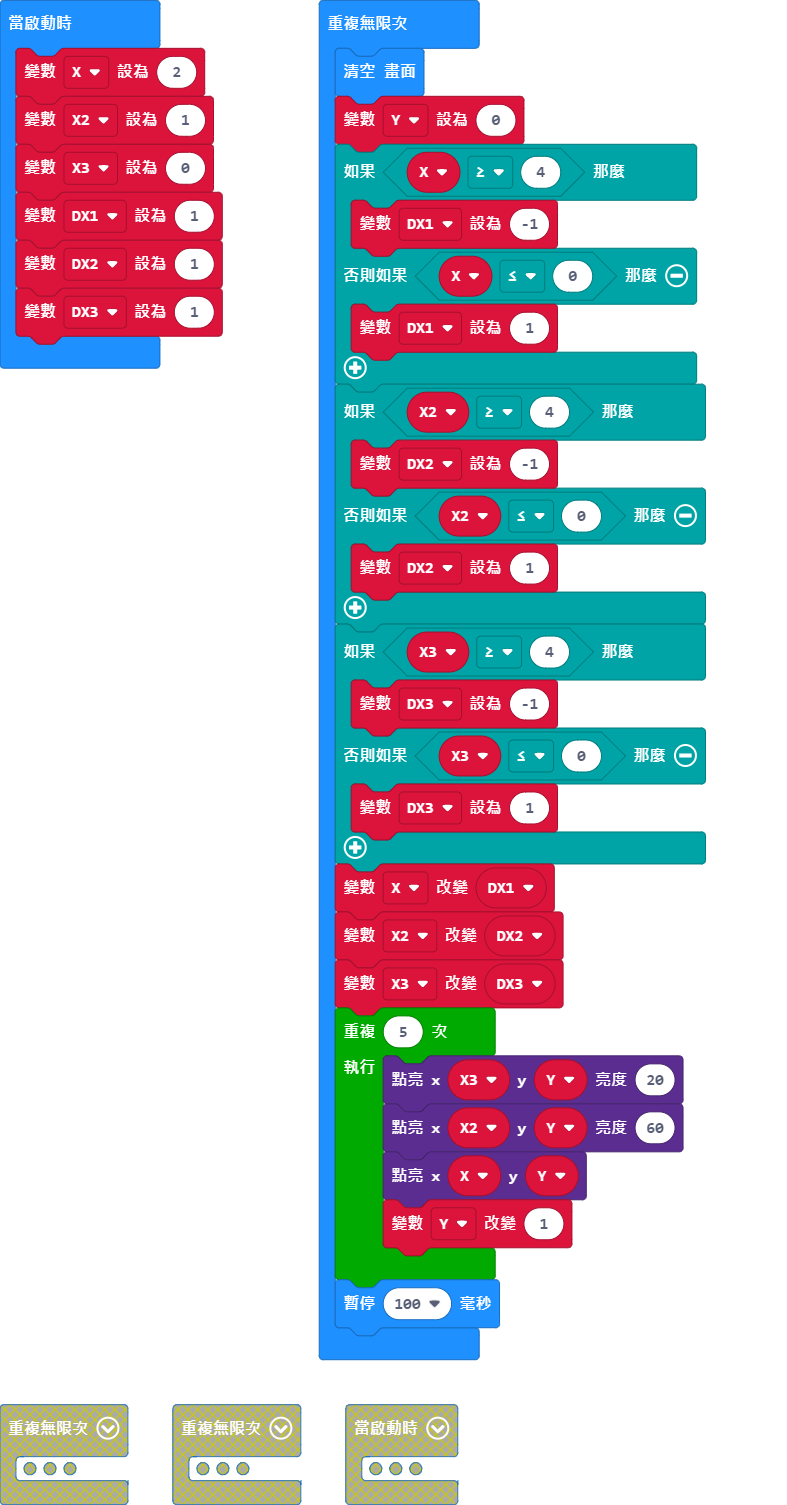 當啟動時
變數 X 設為 2
變數 X2 設為 1
變數 X3 設為 0
變數 DX1 設為 1
變數 DX2 設為 1
變數 DX3 設為 1
重複無限次
清空 畫面
變數 Y 設為 0
如果 X ≥ 4 那麼
變數 DX1 設為 -1
否則如果 X ≤ 0 那麼
變數 DX1 設為 1
如果 X2 ≥ 4 那麼
變數 DX2 設為 -1
否則如果 X2 ≤ 0 那麼
變數 DX2 設為 1
如果 X3 ≥ 4 那麼
變數 DX3 設為 -1
否則如果 X3 ≤ 0 那麼
變數 DX3 設為 1
變數 X 改變 DX1
變數 X2 改變 DX2
變數 X3 改變 DX3
重複 5 次
執行
點亮 x X3 y Y 亮度 20
點亮 x X2 y Y 亮度 60
點亮 x X y Y
變數 Y 改變 1
暫停 100 毫秒
重複無限次
重複無限次
當啟動時